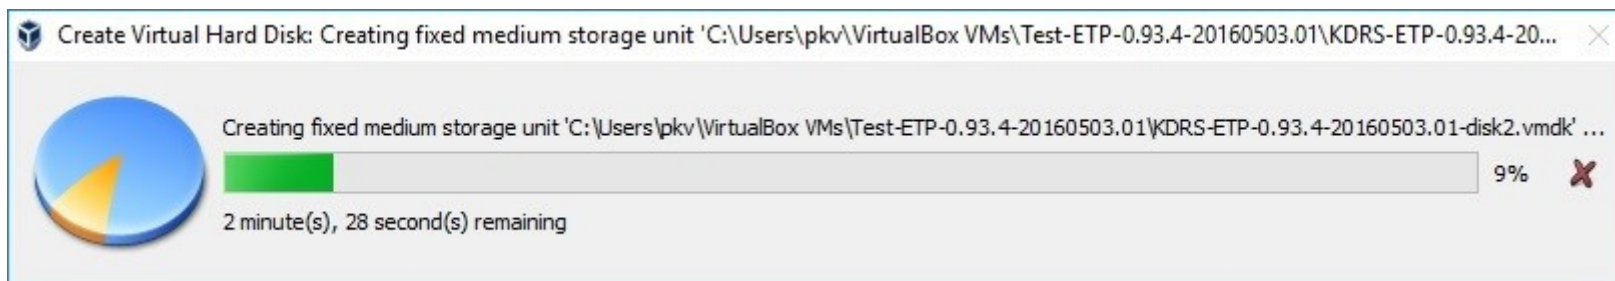 Create Virtual Hard Disk: Creating fixed medium storage unit 'C:\Users\pkv\VirtualBox VMs\Test-ETP-0.93.4-20160503.01\KDRS-ETP-0.93.4-20...
Creating fixed medium storage unit 'C:\Users\pkv\VirtualBox VMs\Test-ETP-0.93.4-20160503.01\KDRS-ETP-0.93.4-20160503.01-disk2.vmdk' ...
9%
2 minute(s), 28 second(s) remaining